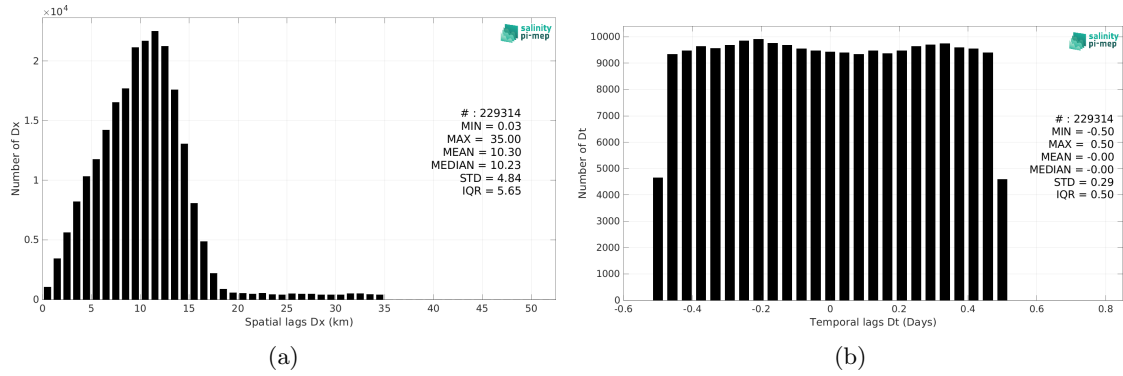 ×10⁴
2
1.5
1
0.5
0
Number of Dx
0 5 10 15 20 25 30 35 40 45 50
Spatial lags Dx (km)
salinity
pi-mep
# : 229314
MIN = 0.03
MAX = 35.00
MEAN = 10.30
MEDIAN = 10.23
STD = 4.84
IQR = 5.65
(a)
10000
9000
8000
7000
6000
5000
4000
3000
2000
1000
0
Number of Dt
-0.6 -0.4 -0.2 0 0.2 0.4 0.6 0.8
Temporal lags Dt (Days)
salinity
pi-mep
# : 229314
MIN = -0.50
MAX = 0.50
MEAN = -0.00
MEDIAN = -0.00
STD = 0.29
IQR = 0.50
(b)